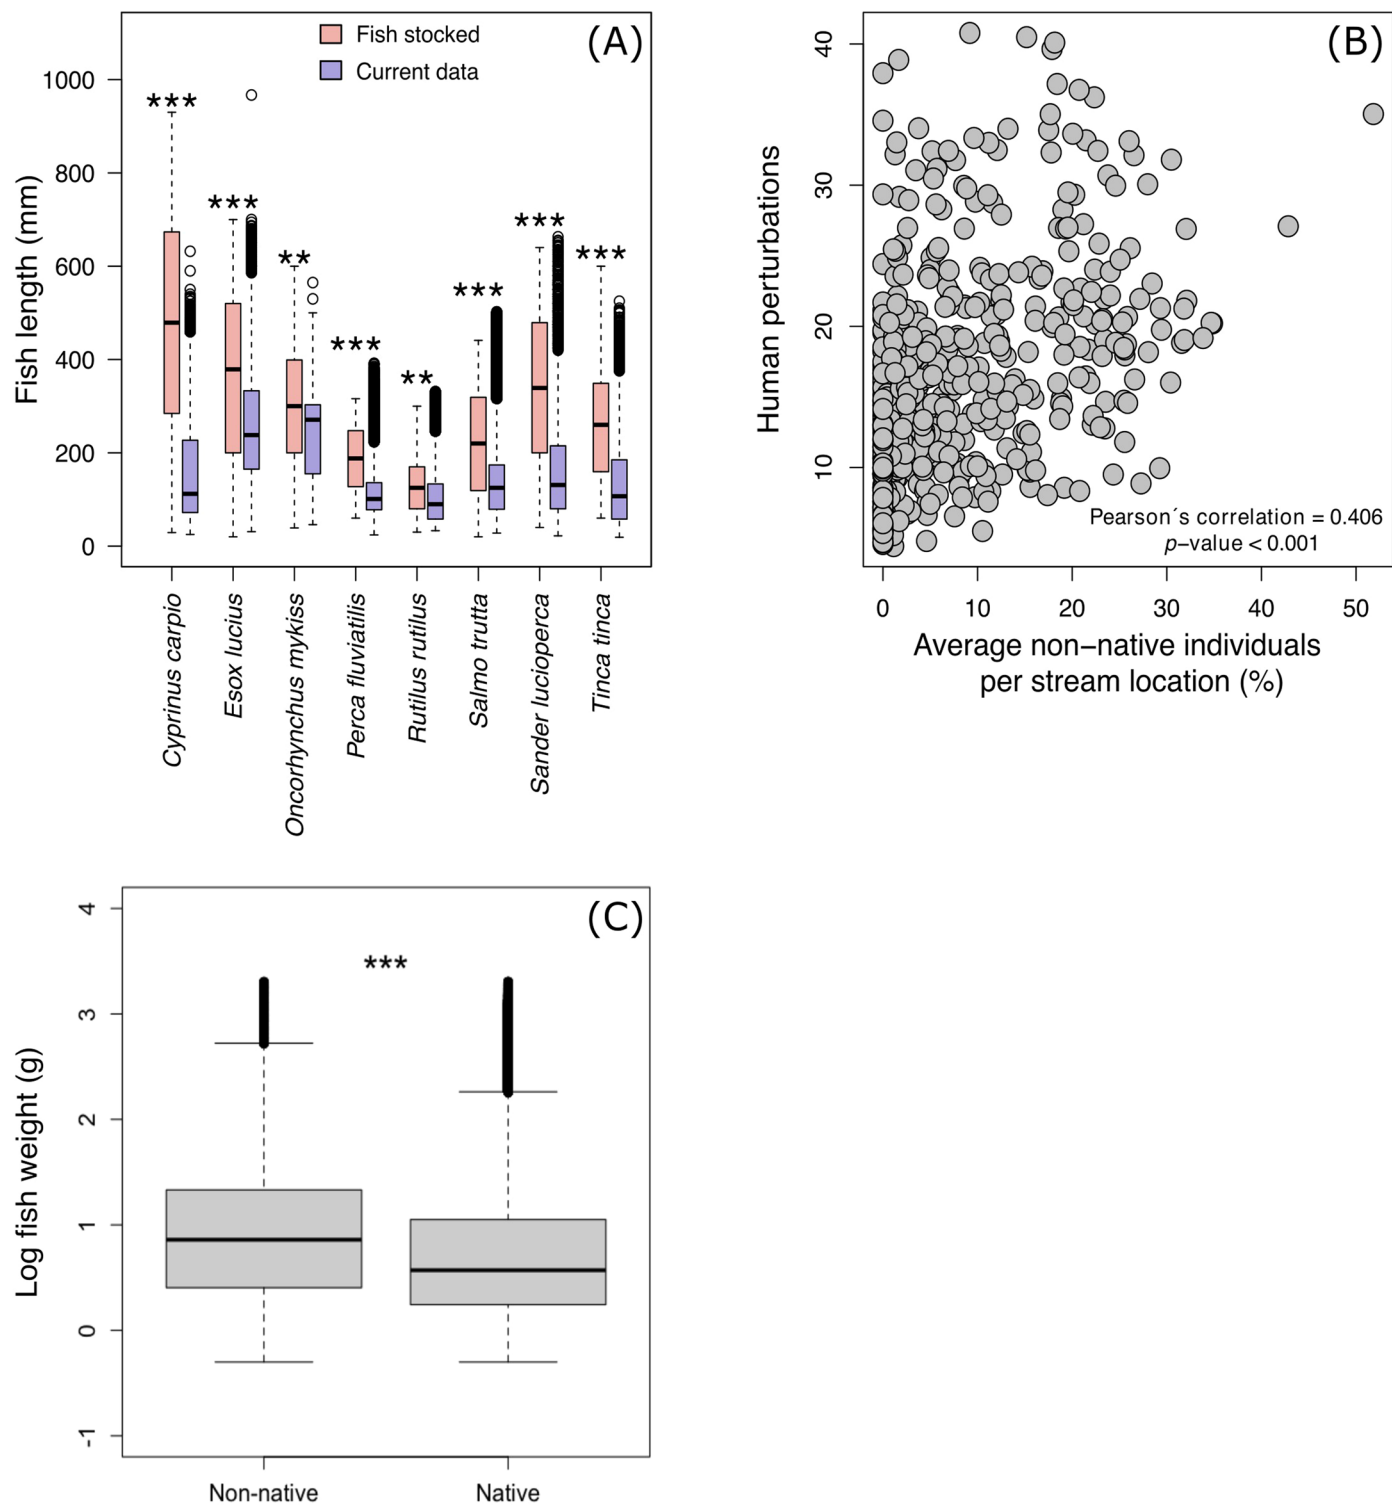 (A)
Fish stocked
Current data
***
***
**
***
**
***
***
***
Fish length (mm)
1000
800
600
400
200
0
Cyprinus carpio
Esox lucius
Oncorhynchus mykiss
Perca fluviatilis
Rutilus rutilus
Salmo trutta
Sander lucioperca
Tinca tinca
(B)
Human perturbations
40
30
20
10
Pearson´s correlation = 0.406
p−value < 0.001
0 10 20 30 40 50
Average non−native individuals
per stream location (%)
(C)
***
Log fish weight (g)
4
3
2
1
0
-1
Non-native Native